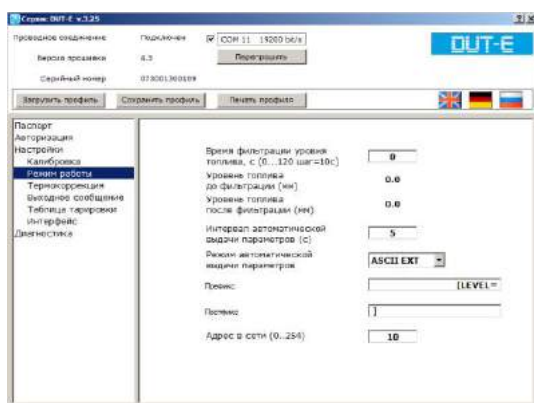 Сервис DUT-E v.3.25
Проводное соединение
Подключен
COM 11 19200 bit/s
DUT-E
Версия прошивки
6.3
Перепрошить
Серийный номер
073001300109
Загрузить профиль
Сохранить профиль
Печать профиля
Паспорт
Авторизация
Настройки
Калибровка
Режим работы
Термокоррекция
Выходное сообщение
Таблица тарировки
Интерфейс
Диагностика
Время фильтрации уровня
топлива, с (0...120 шаг=10с)
0
Уровень топлива
до фильтрации (мм)
0.0
Уровень топлива
после фильтрации (мм)
0.0
Интервал автоматической
выдачи параметров (с)
5
Режим автоматической
выдачи параметров
ASCII EXT
Префикс
[LEVEL=
Постфикс
]
Адрес в сети (0..254)
10